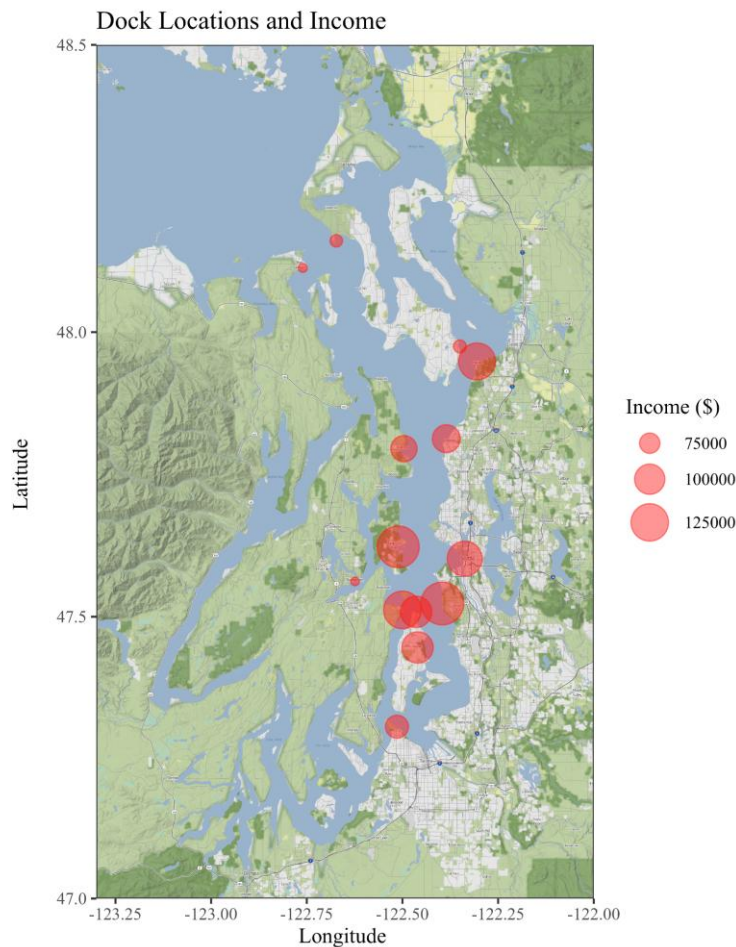 Dock Locations and Income
48.5
48.0
47.5
47.0
Latitude
-123.25 -123.00 -122.75 -122.50 -122.25 -122.00
Longitude
Income ($)
75000
100000
125000